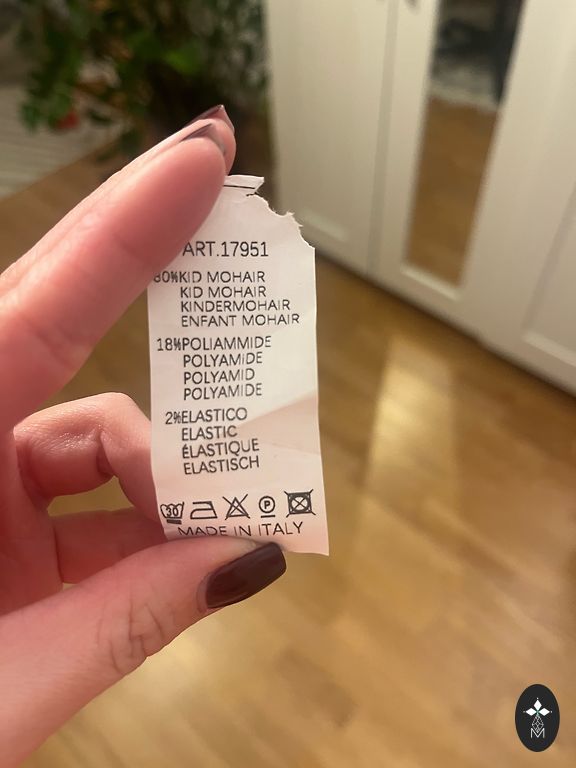 ART.17951
80%KID MOHAIR
KID MOHAIR
KINDERMOHAIR
ENFANT MOHAIR
18%POLIAMMIDE
POLYAMIDE
POLYAMID
POLYAMIDE
2%ELASTICO
ELASTIC
ÉLASTIQUE
ELASTISCH
P
MADE IN ITALY
M